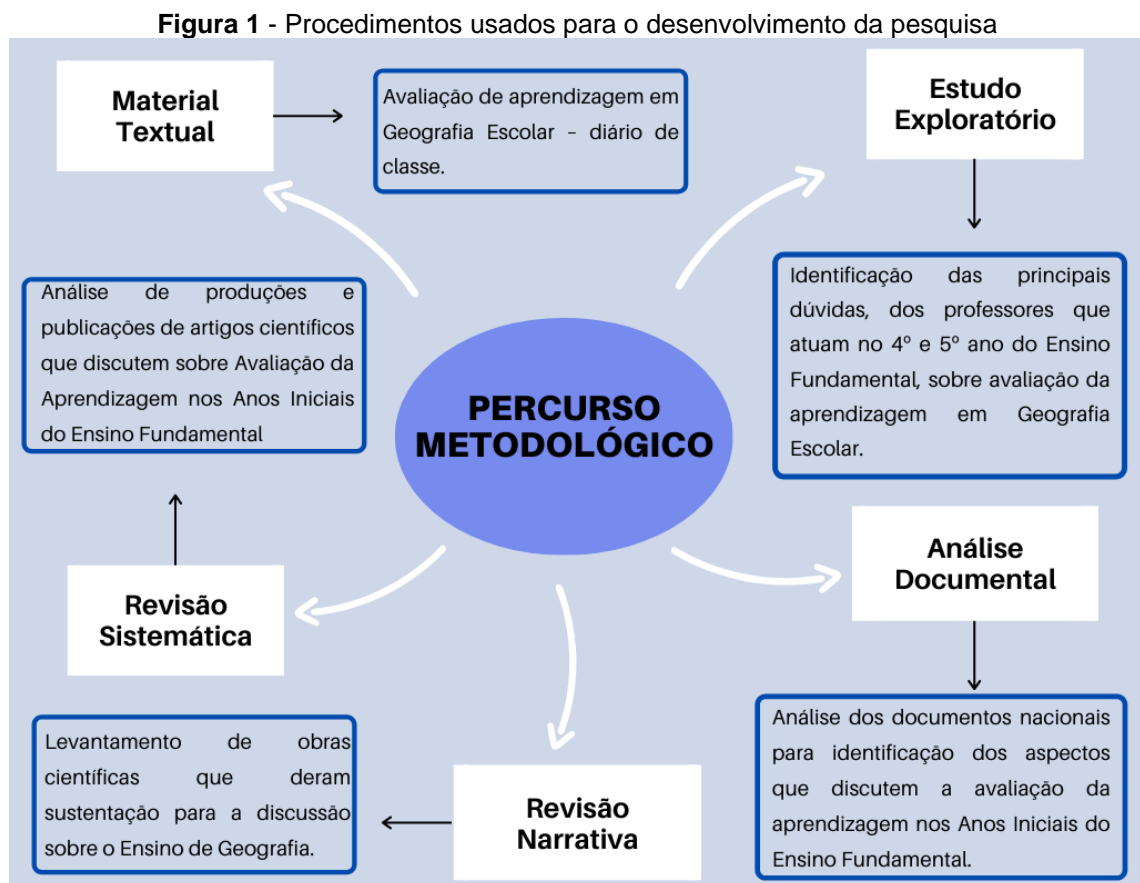 Figura 1 - Procedimentos usados para o desenvolvimento da pesquisa
Material
Textual
Avaliação de aprendizagem em
Geografia Escolar – diário de
classe.
Estudo
Exploratório
Identificação das principais
dúvidas, dos professores que
atuam no 4º e 5º ano do Ensino
Fundamental, sobre avaliação da
aprendizagem em Geografia
Escolar.
Análise de produções e
publicações de artigos científicos
que discutem sobre Avaliação da
Aprendizagem nos Anos Iniciais
do Ensino Fundamental
PERCURSO
METODOLÓGICO
Análise
Documental
Revisão
Sistemática
Análise dos documentos nacionais
para identificação dos aspectos
que discutem a avaliação da
aprendizagem nos Anos Iniciais do
Ensino Fundamental.
Levantamento de obras
científicas que deram
sustentação para a discussão
sobre o Ensino de Geografia.
Revisão
Narrativa